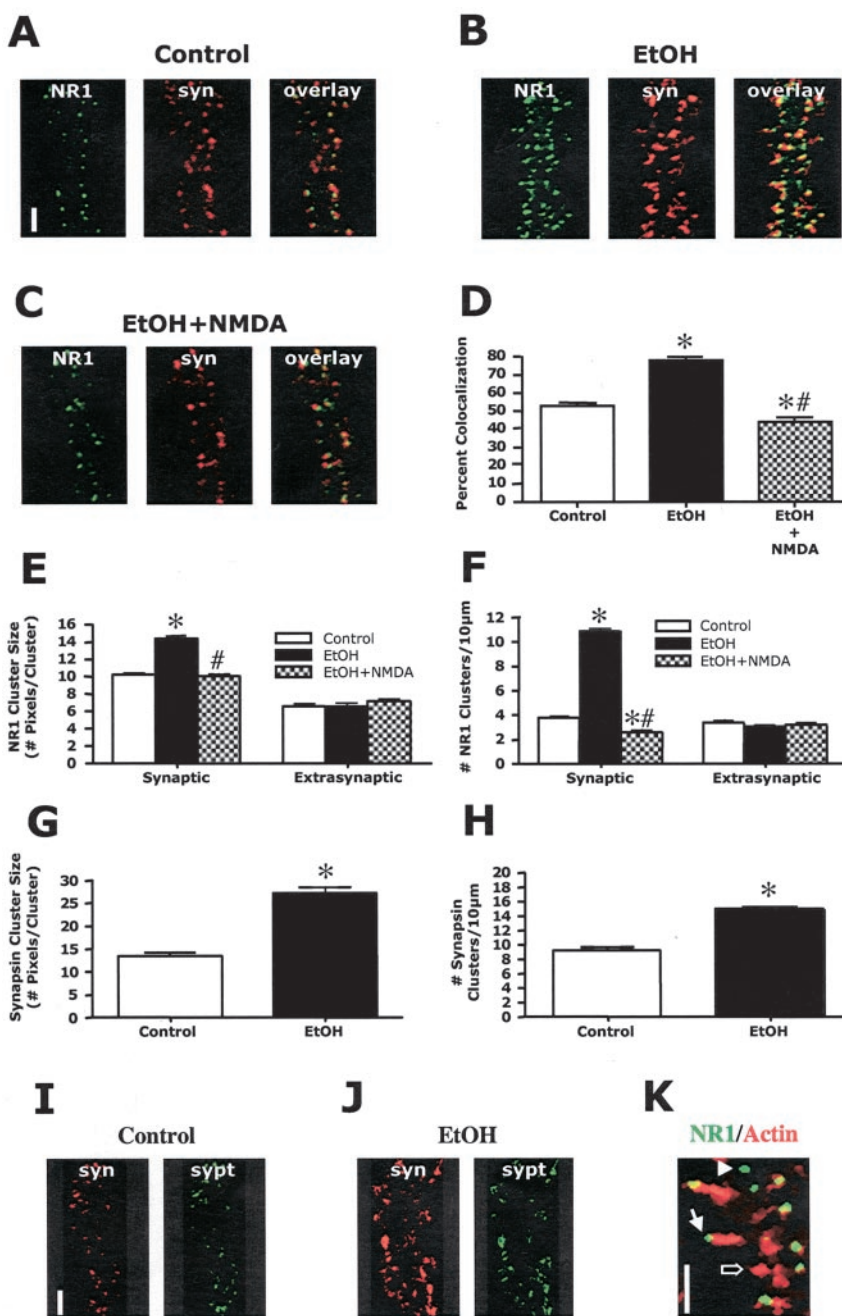 A
Control
NR1 syn overlay
B
EtOH
NR1 syn overlay
C
EtOH+NMDA
NR1 syn overlay
D
Percent Colocalization
80
70
60
50
40
30
20
10
0
*
*#
Control EtOH EtOH
+
NMDA
E
NR1 Cluster Size
(# Pixels/Cluster)
16
14
12
10
8
6
4
2
0
*
#
Control
EtOH
EtOH+NMDA
Synaptic Extrasynaptic
F
# NR1 Clusters/10µm
12
10
8
6
4
2
0
*
*#
Control
EtOH
EtOH+NMDA
Synaptic Extrasynaptic
G
Synapsin Cluster Size
(# Pixels/Cluster)
30
25
20
15
10
5
0
*
Control EtOH
H
# Synapsin
Clusters/10µm
20
18
16
14
12
10
8
6
4
2
0
*
Control EtOH
I
Control
syn sypt
J
EtOH
syn sypt
K
NR1/Actin